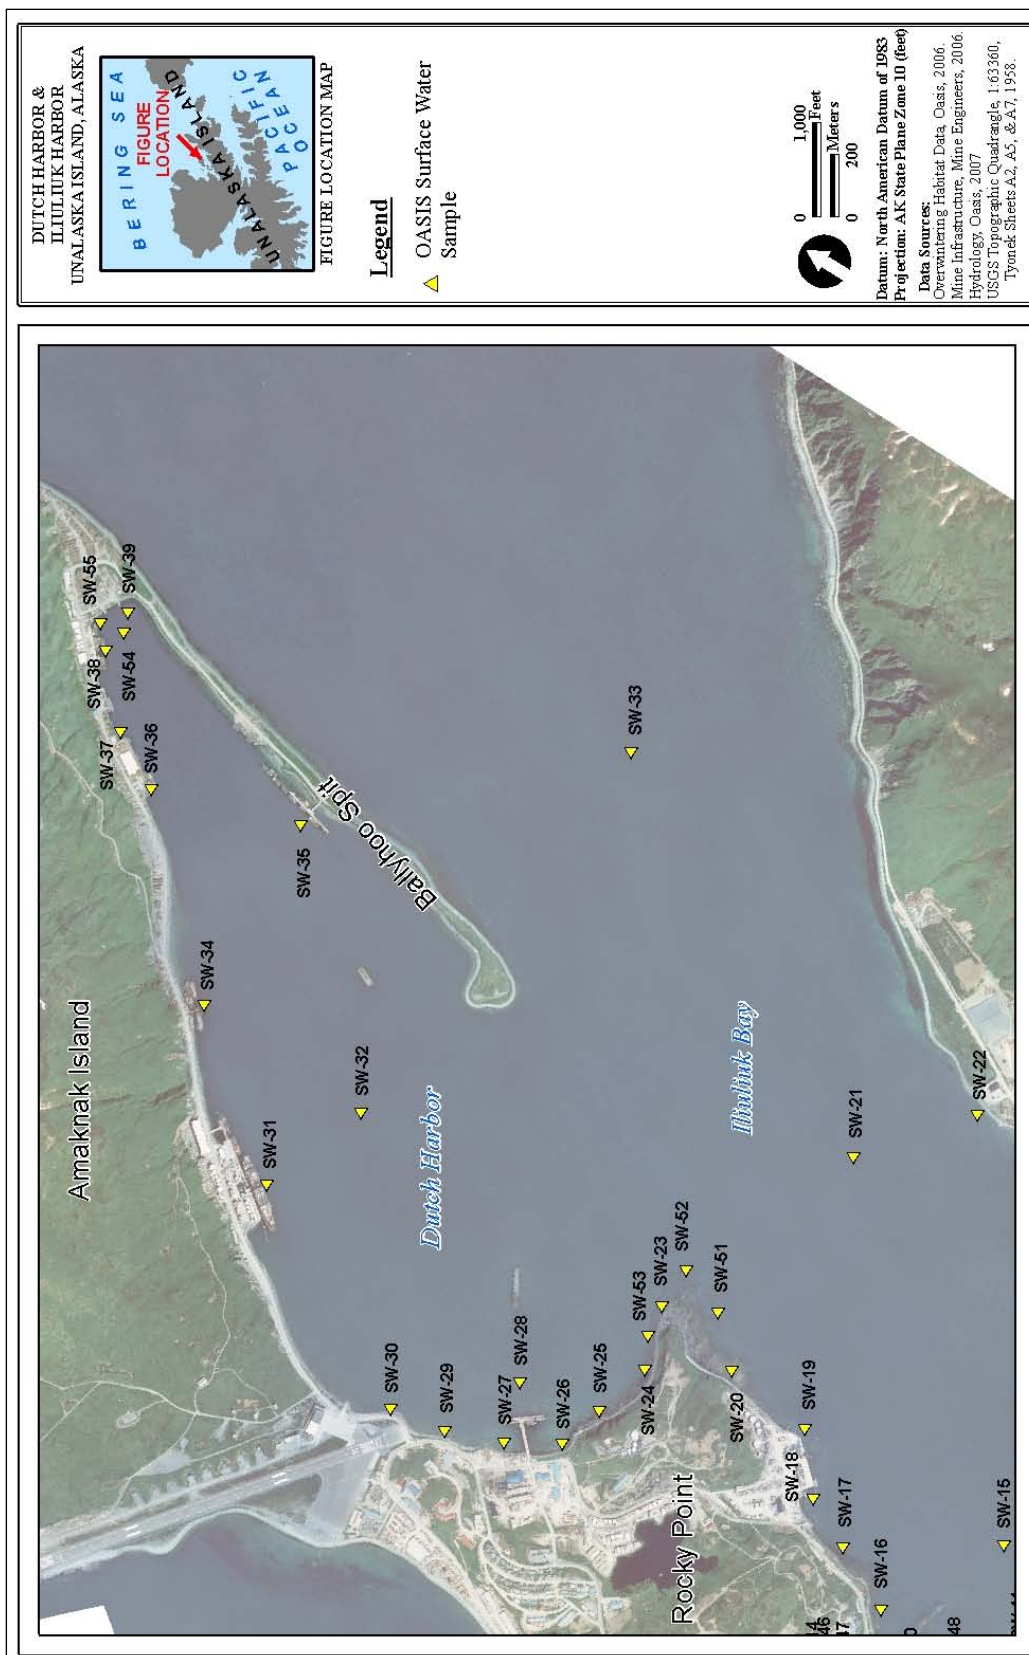 DUTCH HARBOR &
ILIULIUK HARBOR
UNALASKA ISLAND, ALASKA
BERING SEA
FIGURE
LOCATION
UNALASKA ISLAND
PACIFIC
OCEAN
FIGURE LOCATION MAP
Legend
OASIS Surface Water
Sample
1,000
0 Feet
Meters
0 200
Datum: North American Datum of 1983
Projection: AK State Plane Zone 10 (feet)
Data Sources:
Overwintering Habitat Data, Oasis, 2006.
Mine Infrastructure, Mine Engineers, 2006.
Hydrology, Oasis, 2007
USGS Topographic Quadrangle, 1:63360,
Tyonek Sheets A2, A5, & A7, 1958.
Amaknak Island
SW-55
SW-39
SW-38
SW-54
SW-37
SW-36
SW-35
Ballyhoo Spit
SW-34
SW-33
SW-32
SW-31
Dutch Harbor
Iliuliuk Bay
SW-30
SW-29
SW-28
SW-27
SW-26
SW-25
SW-24
SW-53
SW-23
SW-52
SW-51
SW-20
SW-21
SW-22
SW-19
SW-18
SW-17
SW-16
SW-15
Rocky Point
46
47
48